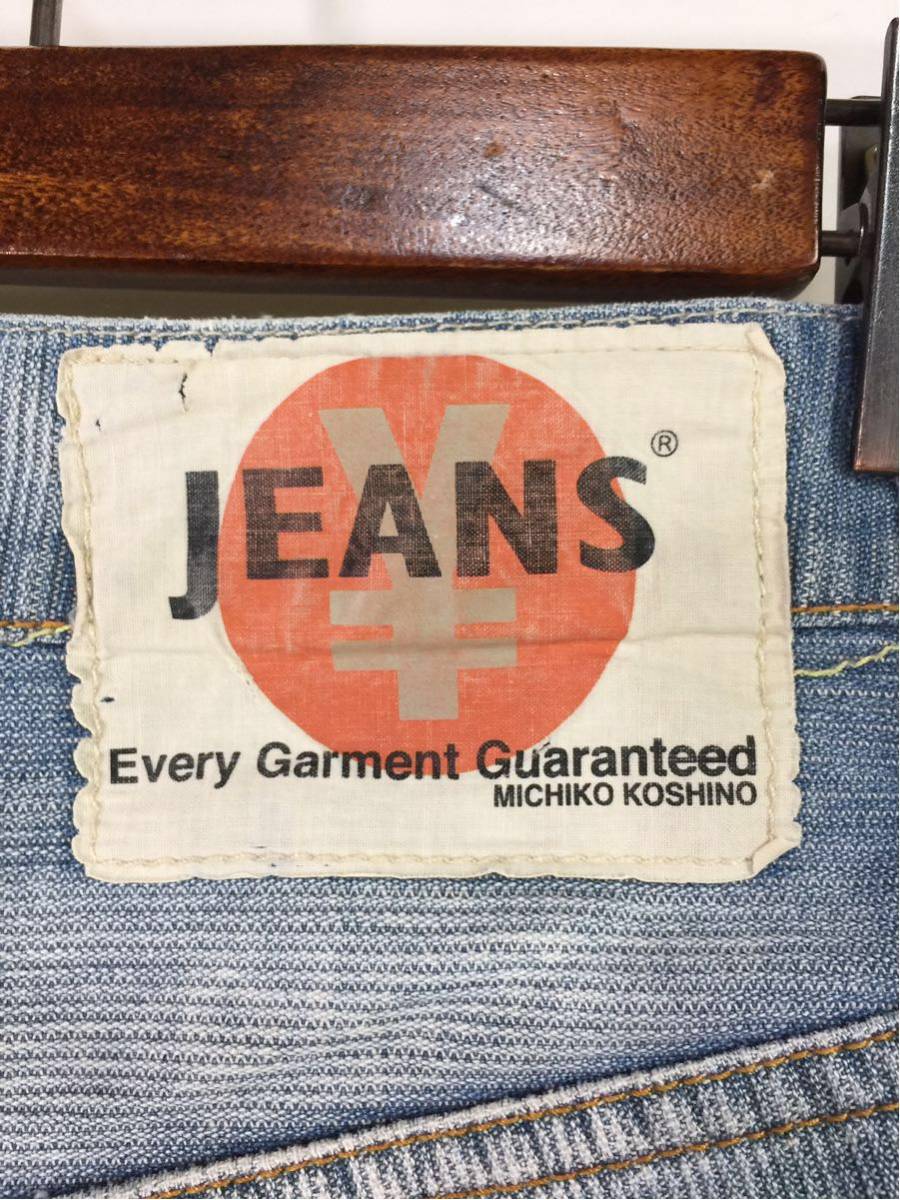 ¥
JEANS®
Every Garment Guaranteed
MICHIKO KOSHINO